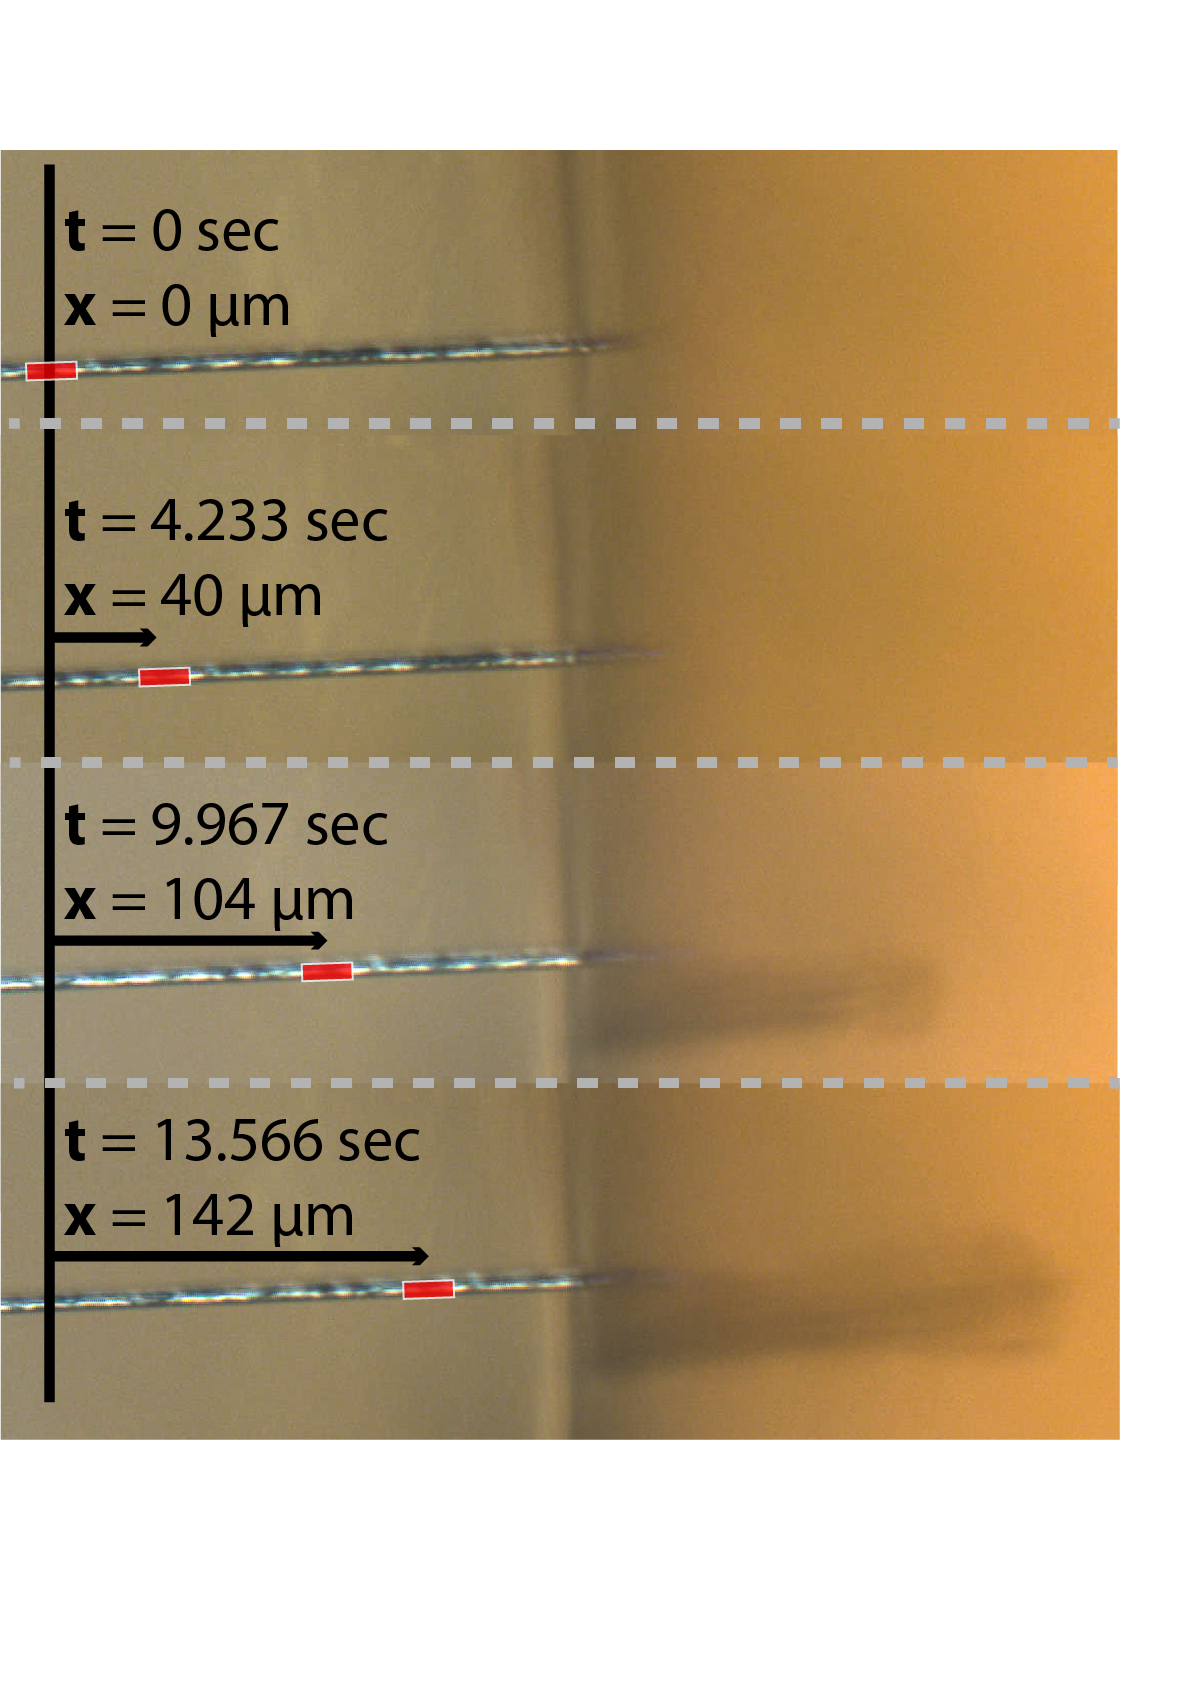 t = 0 sec
x = 0 µm
t = 4.233 sec
x = 40 µm
t = 9.967 sec
x = 104 µm
t = 13.566 sec
x = 142 µm